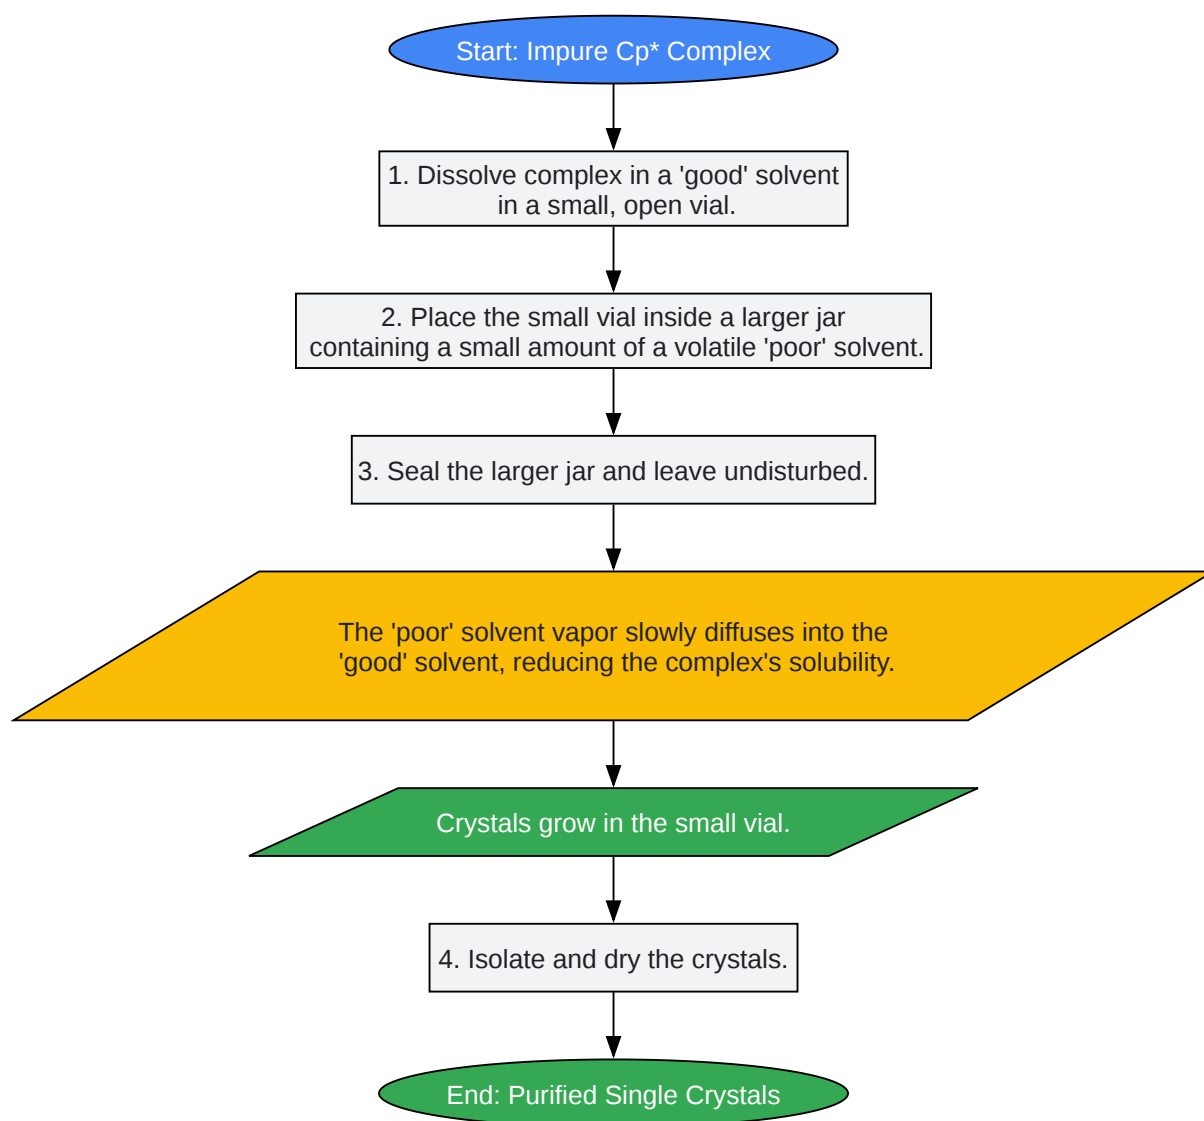 Start: Impure Cp* Complex
1. Dissolve complex in a 'good' solvent
in a small, open vial.
2. Place the small vial inside a larger jar
containing a small amount of a volatile 'poor' solvent.
3. Seal the larger jar and leave undisturbed.
The 'poor' solvent vapor slowly diffuses into the
'good' solvent, reducing the complex's solubility.
Crystals grow in the small vial.
4. Isolate and dry the crystals.
End: Purified Single Crystals